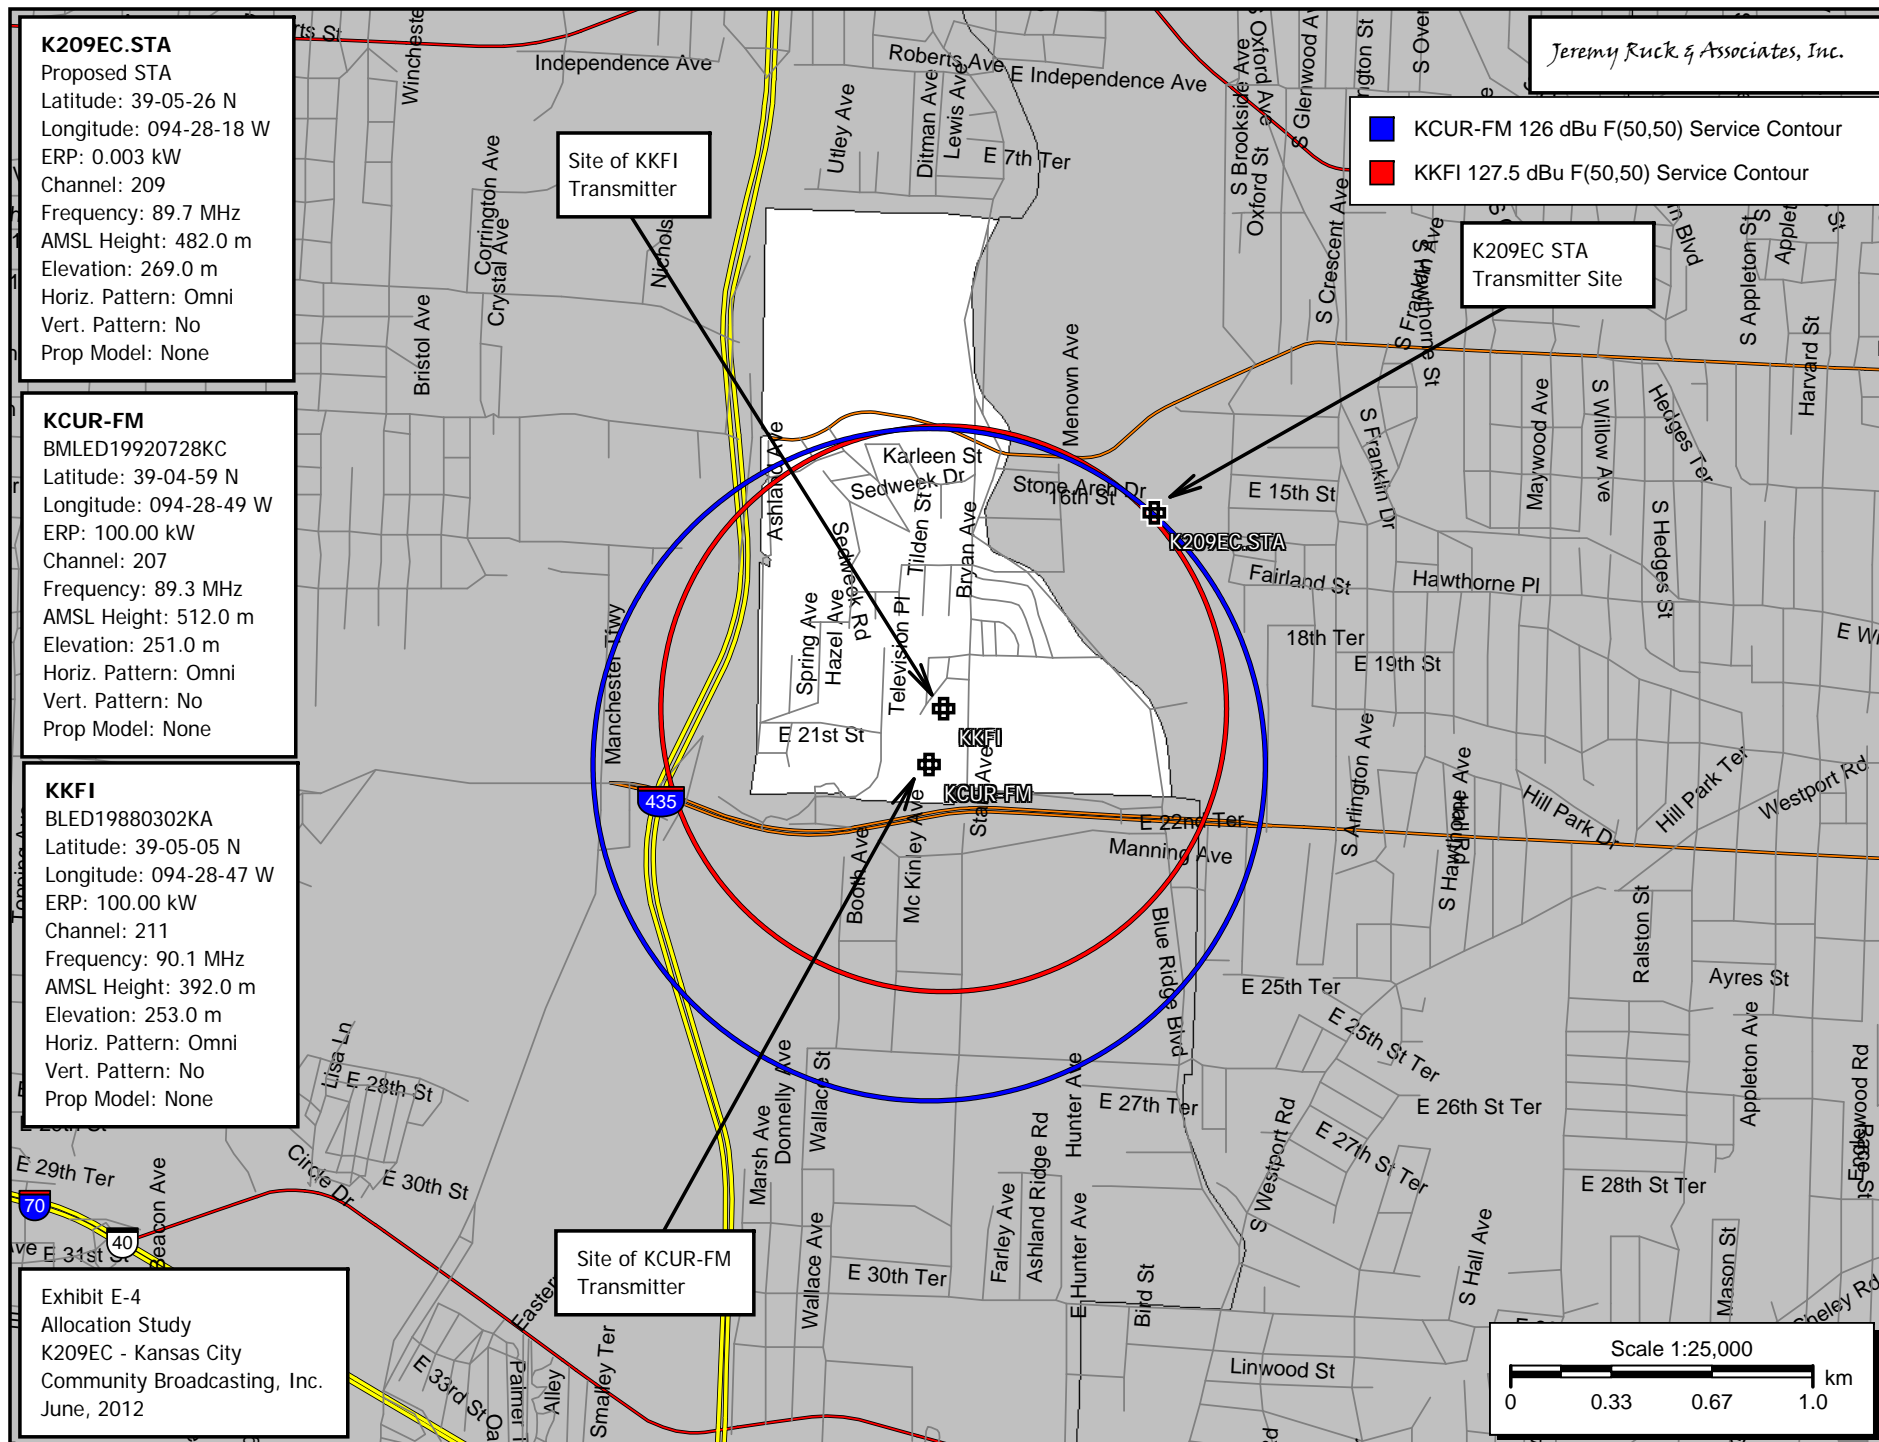 K209EC.STA
Proposed STA
Latitude: 39-05-26 N
Longitude: 094-28-18 W
ERP: 0.003 kW
Channel: 209
Frequency: 89.7 MHz
AMSL Height: 482.0 m
Elevation: 269.0 m
Horiz. Pattern: Omni
Vert. Pattern: No
Prop Model: None
KCUR-FM
BMLED19920728KC
Latitude: 39-04-59 N
Longitude: 094-28-49 W
ERP: 100.00 kW
Channel: 207
Frequency: 89.3 MHz
AMSL Height: 512.0 m
Elevation: 251.0 m
Horiz. Pattern: Omni
Vert. Pattern: No
Prop Model: None
KKFI
BLED19880302KA
Latitude: 39-05-05 N
Longitude: 094-28-47 W
ERP: 100.00 kW
Channel: 211
Frequency: 90.1 MHz
AMSL Height: 392.0 m
Elevation: 253.0 m
Horiz. Pattern: Omni
Vert. Pattern: No
Prop Model: None
Exhibit E-4
Allocation Study
K209EC - Kansas City
Community Broadcasting, Inc.
June, 2012
Jeremy Ruck & Associates, Inc.
KCUR-FM 126 dBu F(50,50) Service Contour
KKFI 127.5 dBu F(50,50) Service Contour
Site of KKFI
Transmitter
K209EC STA
Transmitter Site
Site of KCUR-FM
Transmitter
K209EC.STA
KKFI
KCUR-FM
Scale 1:25,000
km
0 0.33 0.67 1.0
Independence Ave
Roberts Ave
E Independence Ave
Utley Ave
Ditman Ave
Lewis Ave
E 7th Ter
Corrington Ave
Crystal Ave
Bristol Ave
S Brookside Ave
Oxford St
S Crescent Ave
S Appleton St
Harvard St
Menown Ave
Ashland Ave
Karleen St
Sedweek Dr
Stone Arch Dr
16th St
E 15th St
S Franklin Dr
Maywood Ave
S Willow Ave
Hedges Ter
S Hedges St
Tilden St
Bryan Ave
Sedweek Rd
Spring Ave
Hazel Ave
Television Pl
E 21st St
Fairland St
Hawthorne Pl
18th Ter
E 19th St
435
E 22nd Ter
Manning Ave
Booth Ave
Mc Kinley Ave
S Arlington Ave
Hill Park Dr
Hill Park Ter
Westport Rd
Ralston St
Ayres St
Blue Ridge Blvd
E 25th Ter
E 25th St Ter
E 26th St Ter
E 27th St Ter
E 27th Ter
Appleton Ave
Lisa Ln
E 28th St
E 29th Ter
Circle Dr
E 30th St
70
40
Marsh Ave
Donnelly Ave
Wallace St
Wallace Ave
E 30th Ter
Farley Ave
Ashland Ridge Rd
Hunter Ave
E Hunter Ave
Bird St
S Westport Rd
E 28th St Ter
S Hall Ave
Mason St
Linwood St
E 33rd St
Smalley Ter
Alley